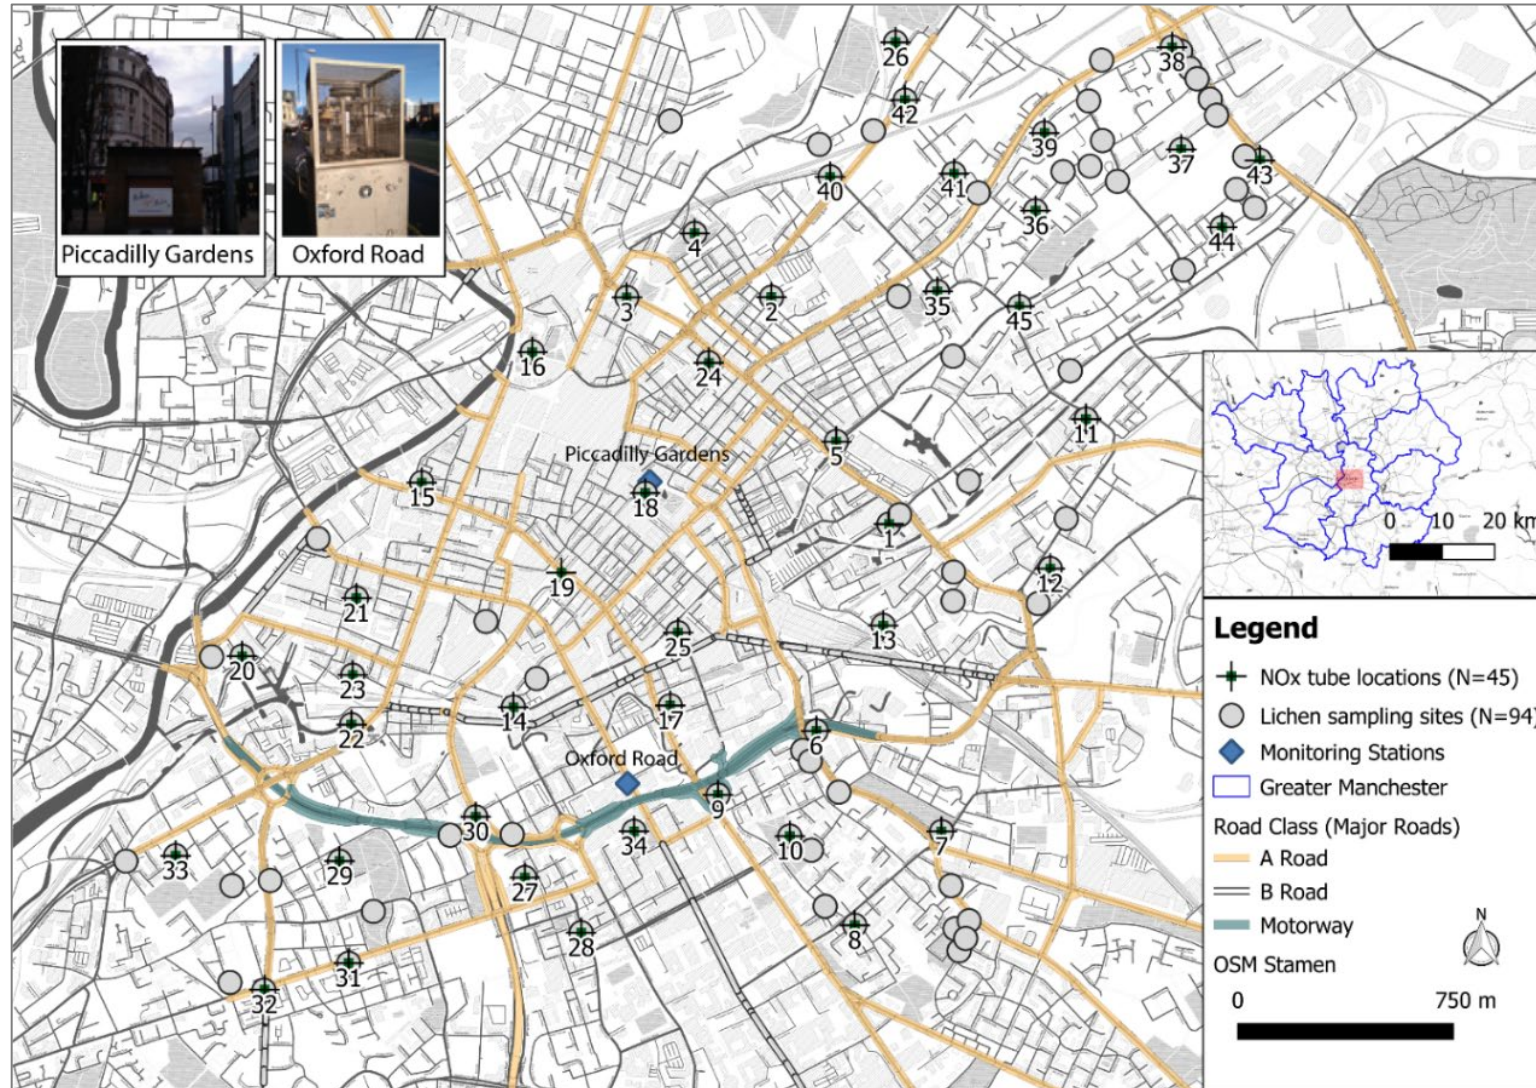 Piccadilly Gardens
Oxford Road
26
38
42
39
37
43
40
41
36
44
4
3
2
35
45
16
24
11
Piccadilly Gardens
5
15
18
1
12
19
21
13
25
20
23
14
17
22
6
Oxford Road
9
30
34
10
7
33
29
27
8
28
31
32
0 10 20 km
Legend
NOx tube locations (N=45)
Lichen sampling sites (N=94)
Monitoring Stations
Greater Manchester
Road Class (Major Roads)
A Road
B Road
Motorway
N
OSM Stamen
0 750 m